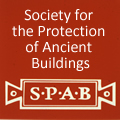 Society for
the Protection
of Ancient
Buildings
S·P·A·B